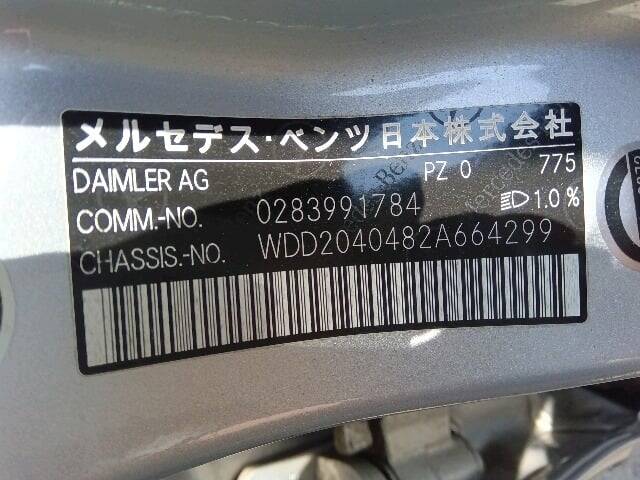 メルセデス・ベンツ日本株式会社
DAIMLER AG PZ 0 775
COMM.-NO. 0283991784 1.0%
CHASSIS.-NO. WDD2040482A664299